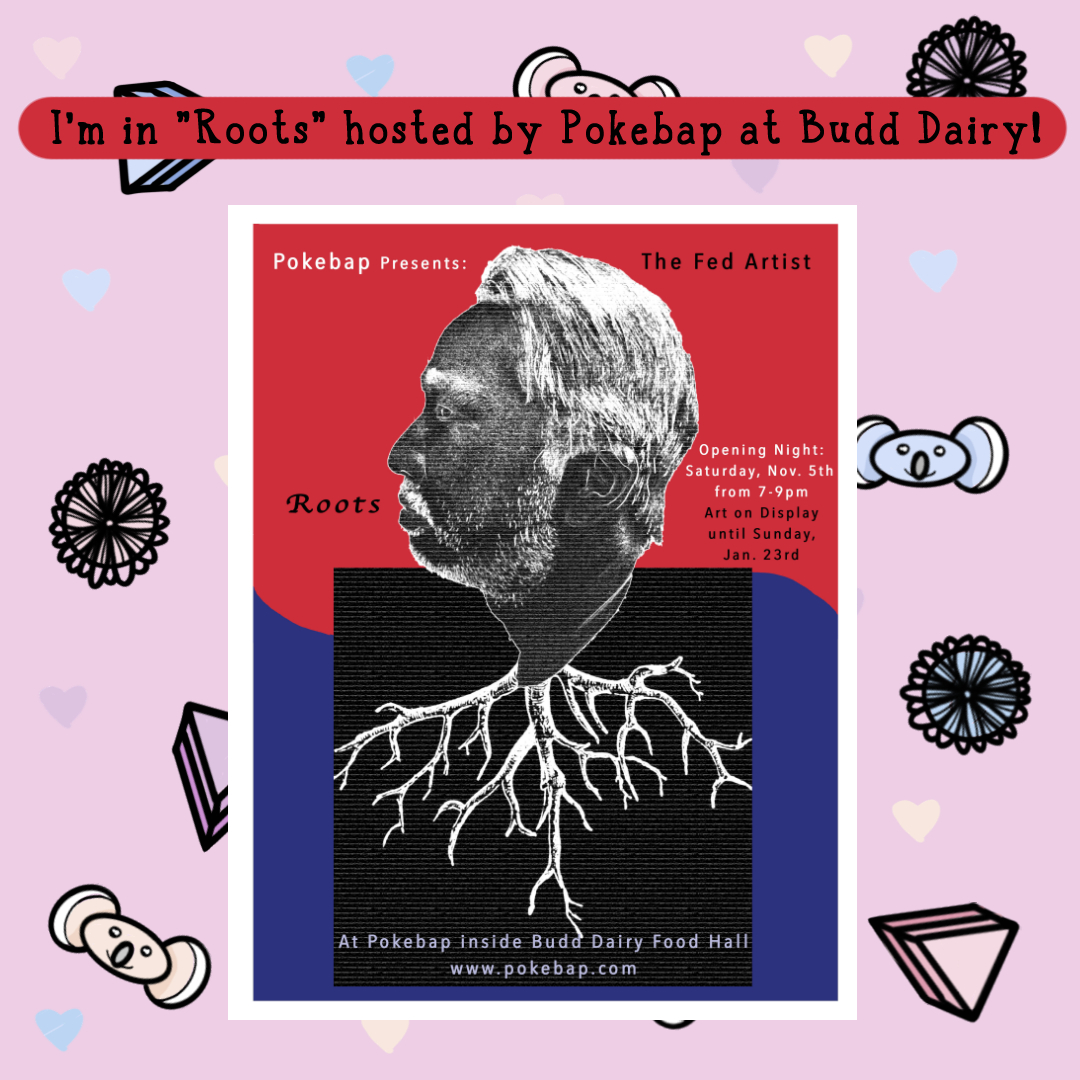 I'm in "Roots" hosted by Pokebap at Budd Dairy!
Pokebap Presents:
The Fed Artist
Roots
Opening Night:
Saturday, Nov. 5th
from 7-9pm
Art on Display
until Sunday,
Jan. 23rd
At Pokebap inside Budd Dairy Food Hall
www.pokebap.com